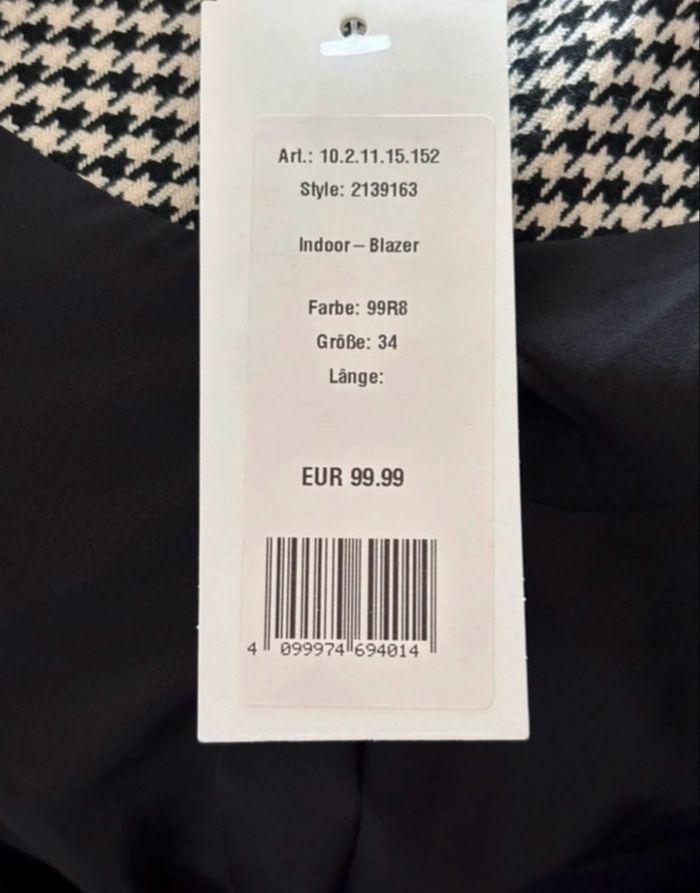 Art.: 10.2.11.15.152
Style: 2139163
Indoor – Blazer
Farbe: 99R8
Größe: 34
Länge:
EUR 99.99
4 099974 694014